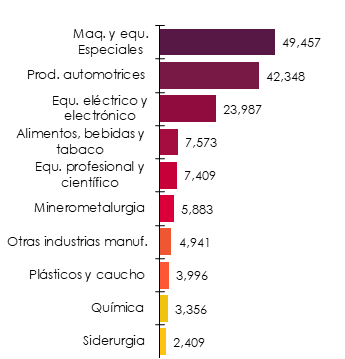 Maq. y equ.
Especiales
49,457
Prod. automotrices
42,348
Equ. eléctrico y
electrónico
23,987
Alimentos, bebidas y
tabaco
7,573
Equ. profesional y
científico
7,409
Minerometalurgia
5,883
Otras industrias manuf.
4,941
Plásticos y caucho
3,996
Química
3,356
Siderurgia
2,409